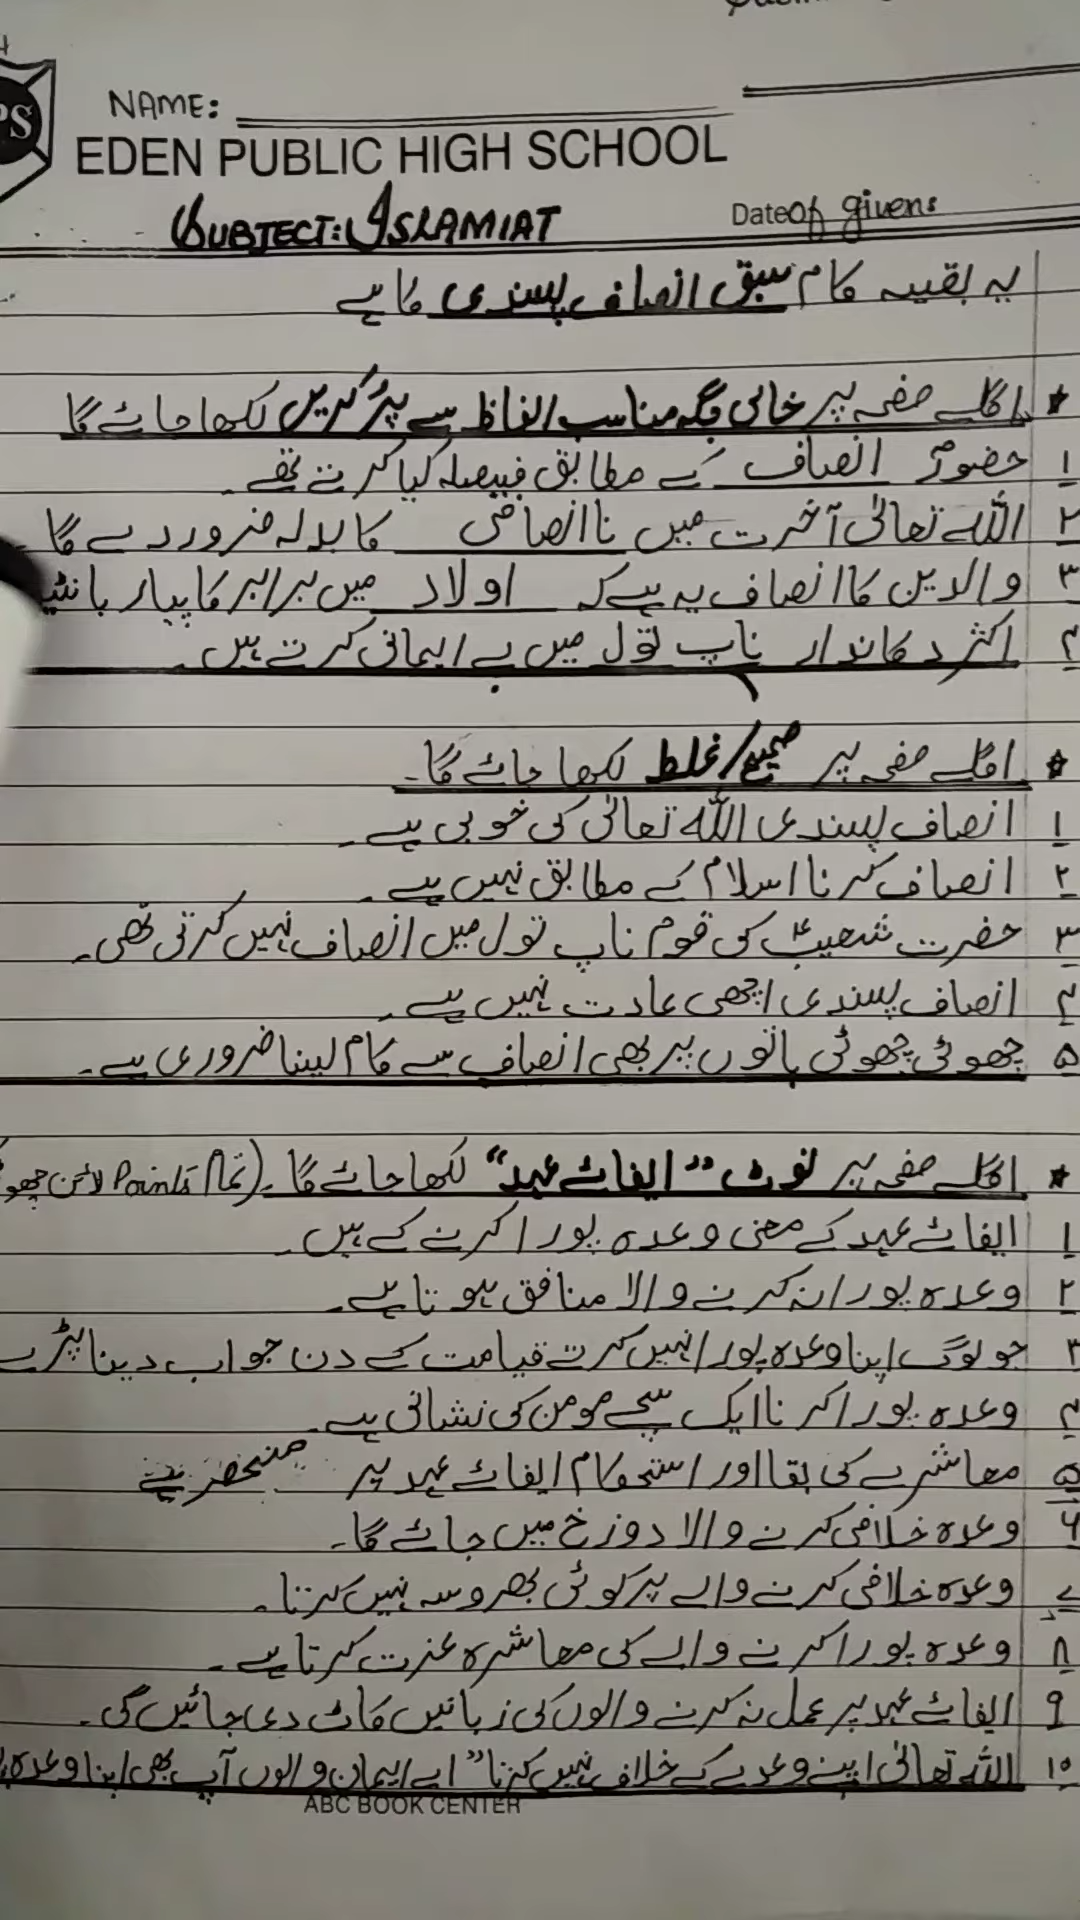 NAME:
PS
EDEN PUBLIC HIGH SCHOOL
SUBJECT: ISLAMIAT
Date Of given:
یہ بقیہ کام سبق انصاف پسندی کا ہے
* اگلے صفحہ پر خالی جگہ مناسب الفاظ سے پُر کریں لکھا جائے گا
۱ حضورؐ انصاف کے مطابق فیصلہ کیا کرتے تھے۔
۲ اللہ تعالیٰ آخرت میں ناانصافی کا بدلہ ضرور دے گا
۳ والدین کا انصاف یہ ہے کہ اولاد میں برابر کا پیار بانٹیں
۴ اکثر دکاندار ناپ تول میں بے ایمانی کرتے ہیں۔
* اگلے صفحہ پر صحیح/غلط لکھا جائے گا۔
۱ انصاف پسندی اللہ تعالیٰ کی خوبی ہے۔
۲ انصاف کرنا اسلام کے مطابق نہیں ہے۔
۳ حضرت شعیبؑ کی قوم ناپ تول میں انصاف نہیں کرتی تھی۔
۴ انصاف پسندی اچھی عادت نہیں ہے۔
۵ چھوٹی چھوٹی باتوں پر بھی انصاف سے کام لینا ضروری ہے۔
* اگلے صفحہ پر نوٹ "ایفائے عہد" لکھا جائے گا۔ (تمام Points لائن
۱ ایفائے عہد کے معنی وعدہ پورا کرنے کے ہیں۔
۲ وعدہ پورا نہ کرنے والا منافق ہوتا ہے۔
۳ جو لوگ اپنا وعدہ پورا نہیں کرتے قیامت کے دن جواب دینا پڑے
۴ وعدہ پورا کرنا ایک سچے مومن کی نشانی ہے۔
۵ معاشرے کی بقا اور استحکام ایفائے عہد پر منحصر ہے
۶ وعدہ خلافی کرنے والا دوزخ میں جائے گا۔
۷ وعدہ خلافی کرنے والے پر کوئی بھروسہ نہیں کرتا۔
۸ وعدہ پورا کرنے والے کی معاشرہ عزت کرتا ہے۔
۹ ایفائے عہد پر عمل نہ کرنے والوں کی زبانیں کاٹ دی جائیں گی۔
۱۰ اللہ تعالیٰ اپنے وعدے کے خلاف نہیں کرتا" اے ایمان والوں آپ بھی اپنا وعدہ
ABC BOOK CENTER